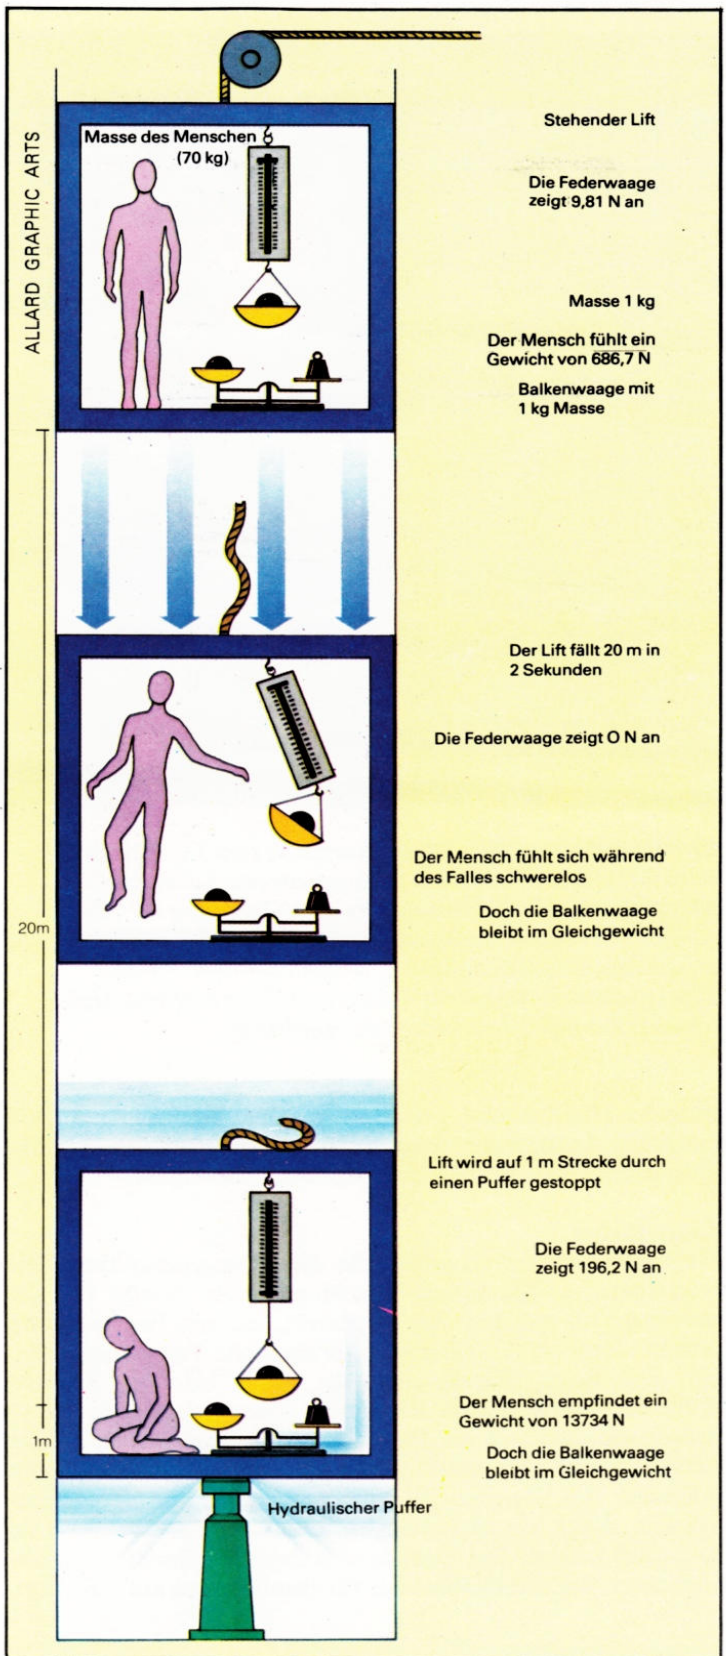 ALLARD GRAPHIC ARTS
Masse des Menschen
(70 kg)
Stehender Lift
Die Federwaage
zeigt 9,81 N an
Masse 1 kg
Der Mensch fühlt ein
Gewicht von 686,7 N
Balkenwaage mit
1 kg Masse
Der Lift fällt 20 m in
2 Sekunden
Die Federwaage zeigt O N an
Der Mensch fühlt sich während
des Falles schwerelos
Doch die Balkenwaage
bleibt im Gleichgewicht
20m
Lift wird auf 1 m Strecke durch
einen Puffer gestoppt
Die Federwaage
zeigt 196,2 N an
Der Mensch empfindet ein
Gewicht von 13734 N
Doch die Balkenwaage
bleibt im Gleichgewicht
1m
Hydraulischer Puffer